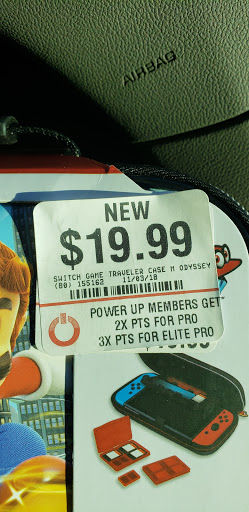 AIRBAG
NEW
$19.99
SWITCH GAME TRAVELER CASE M ODYSSEY
(80) 155162 11/03/18
POWER UP MEMBERS GET
2X PTS FOR PRO
3X PTS FOR ELITE PRO